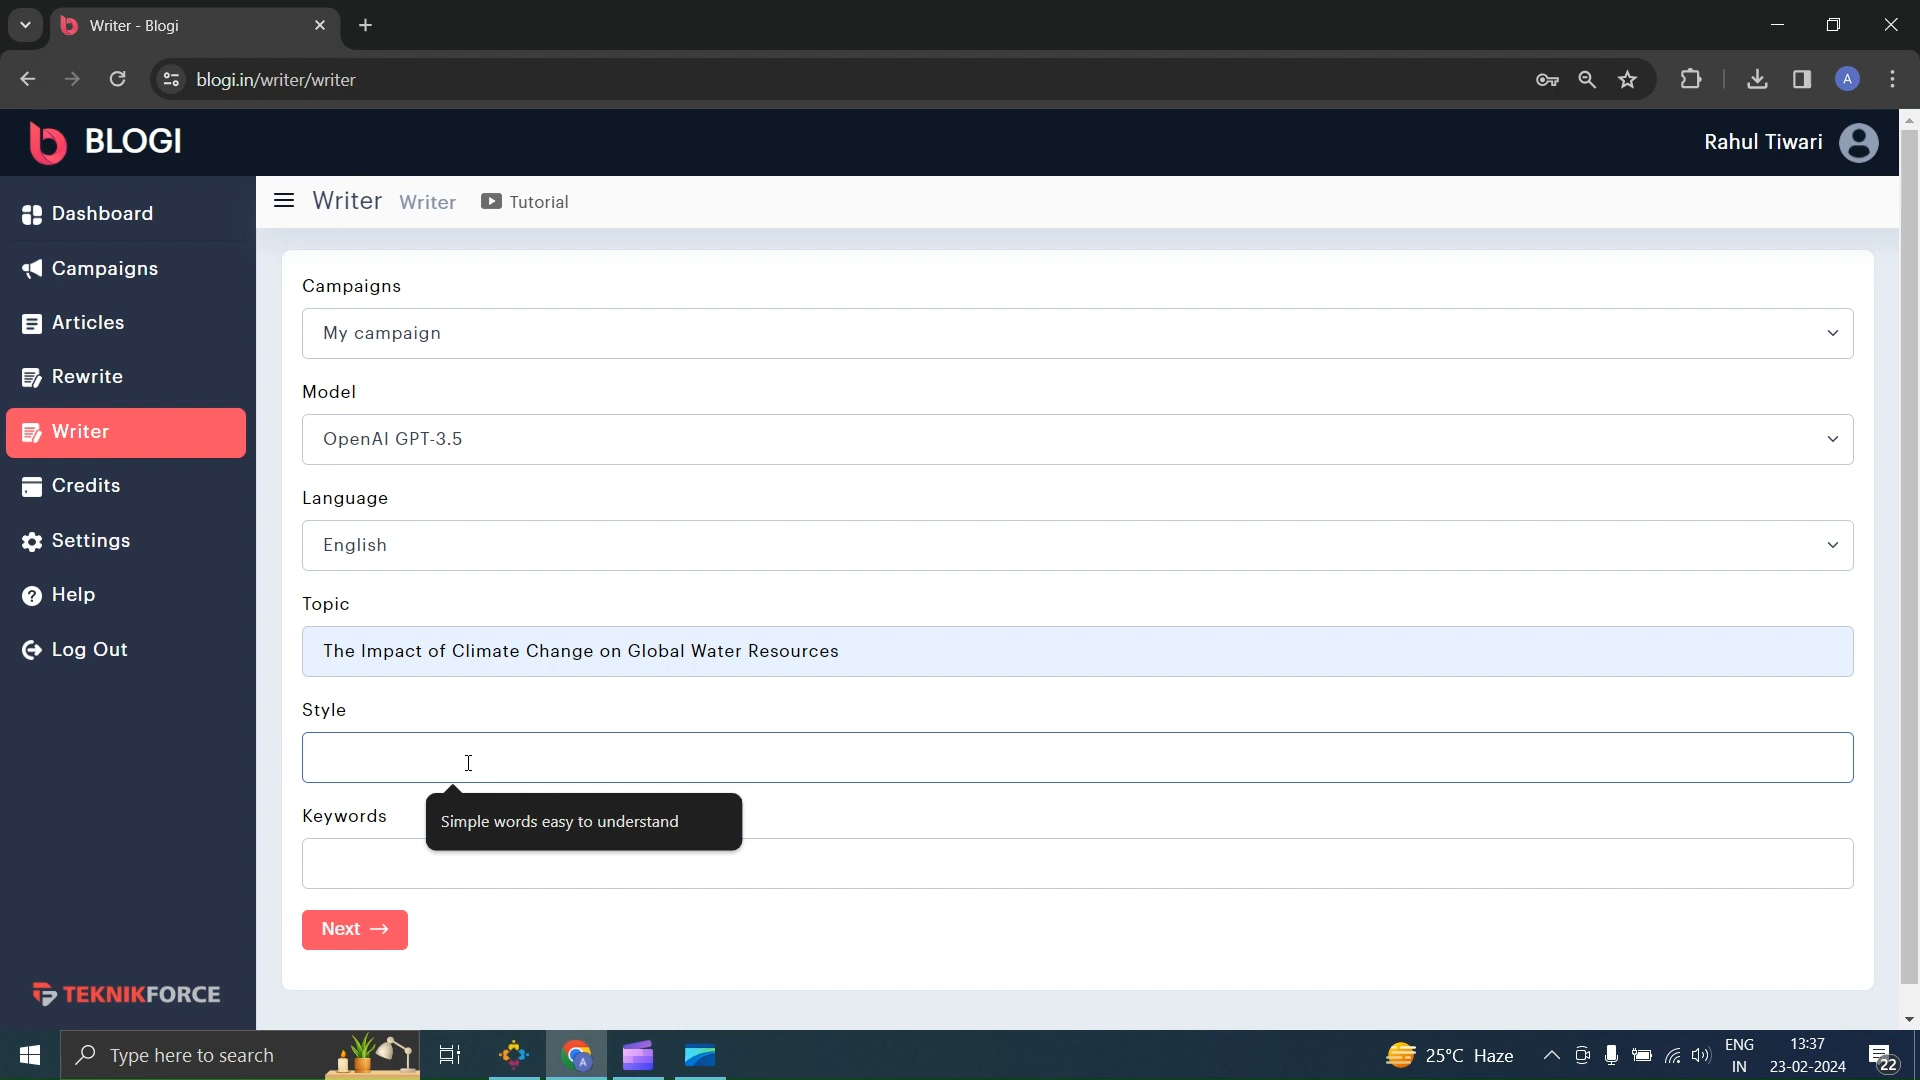 Writer - Blogi
blogi.in/writer/writer
A
BLOGI
Rahul Tiwari
Dashboard
Campaigns
Articles
Rewrite
Writer
Credits
Settings
Help
Log Out
TEKNIKFORCE
Writer Writer Tutorial
Campaigns
My campaign
Model
OpenAI GPT-3.5
Language
English
Topic
The Impact of Climate Change on Global Water Resources
Style
Simple words easy to understand
Keywords
Next →
Type here to search
A
25°C Haze
ENG
IN
13:37
23-02-2024
22